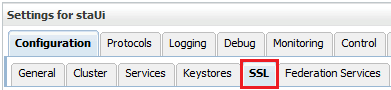 Settings for staUi
Configuration Protocols Logging Debug Monitoring Control
General Cluster Services Keystores SSL Federation Services